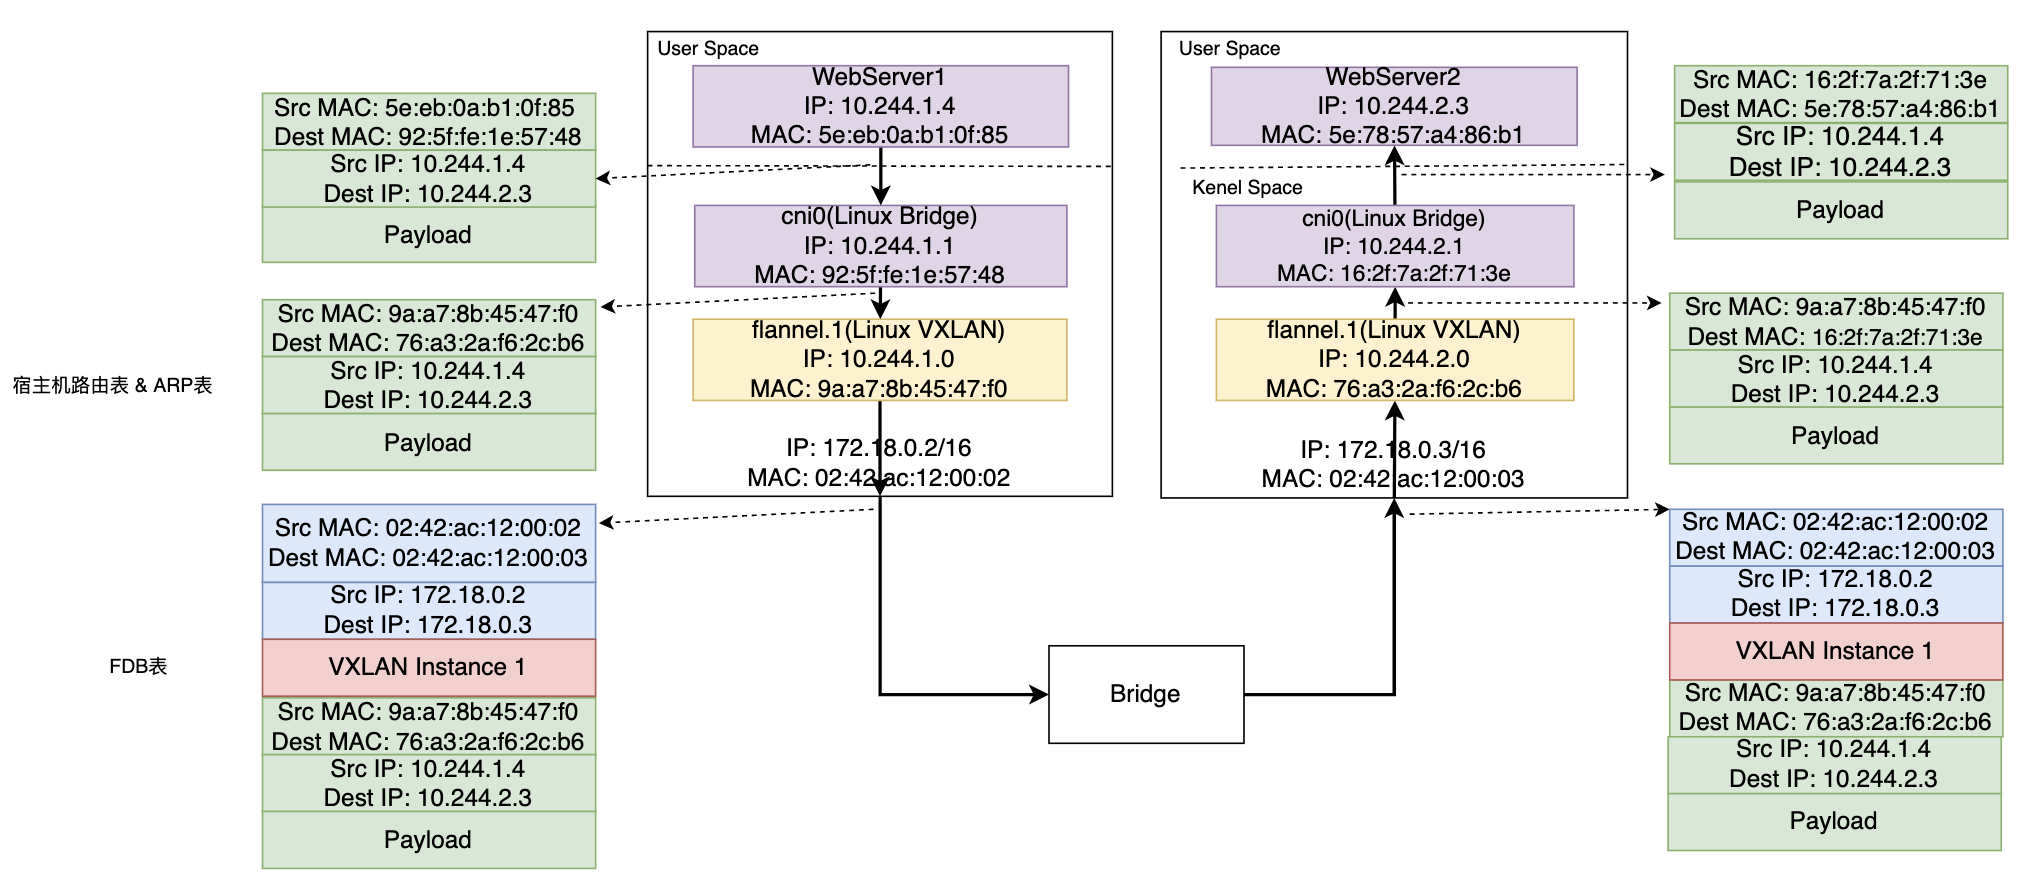 宿主机路由表 & ARP表
FDB表
Src MAC: 5e:eb:0a:b1:0f:85
Dest MAC: 92:5f:fe:1e:57:48
Src IP: 10.244.1.4
Dest IP: 10.244.2.3
Payload
Src MAC: 9a:a7:8b:45:47:f0
Dest MAC: 76:a3:2a:f6:2c:b6
Src IP: 10.244.1.4
Dest IP: 10.244.2.3
Payload
Src MAC: 02:42:ac:12:00:02
Dest MAC: 02:42:ac:12:00:03
Src IP: 172.18.0.2
Dest IP: 172.18.0.3
VXLAN Instance 1
Src MAC: 9a:a7:8b:45:47:f0
Dest MAC: 76:a3:2a:f6:2c:b6
Src IP: 10.244.1.4
Dest IP: 10.244.2.3
Payload
User Space
WebServer1
IP: 10.244.1.4
MAC: 5e:eb:0a:b1:0f:85
cni0(Linux Bridge)
IP: 10.244.1.1
MAC: 92:5f:fe:1e:57:48
flannel.1(Linux VXLAN)
IP: 10.244.1.0
MAC: 9a:a7:8b:45:47:f0
IP: 172.18.0.2/16
MAC: 02:42:ac:12:00:02
Bridge
User Space
WebServer2
IP: 10.244.2.3
MAC: 5e:78:57:a4:86:b1
Kenel Space
cni0(Linux Bridge)
IP: 10.244.2.1
MAC: 16:2f:7a:2f:71:3e
flannel.1(Linux VXLAN)
IP: 10.244.2.0
MAC: 76:a3:2a:f6:2c:b6
IP: 172.18.0.3/16
MAC: 02:42:ac:12:00:03
Src MAC: 16:2f:7a:2f:71:3e
Dest MAC: 5e:78:57:a4:86:b1
Src IP: 10.244.1.4
Dest IP: 10.244.2.3
Payload
Src MAC: 9a:a7:8b:45:47:f0
Dest MAC: 16:2f:7a:2f:71:3e
Src IP: 10.244.1.4
Dest IP: 10.244.2.3
Payload
Src MAC: 02:42:ac:12:00:02
Dest MAC: 02:42:ac:12:00:03
Src IP: 172.18.0.2
Dest IP: 172.18.0.3
VXLAN Instance 1
Src MAC: 9a:a7:8b:45:47:f0
Dest MAC: 76:a3:2a:f6:2c:b6
Src IP: 10.244.1.4
Dest IP: 10.244.2.3
Payload